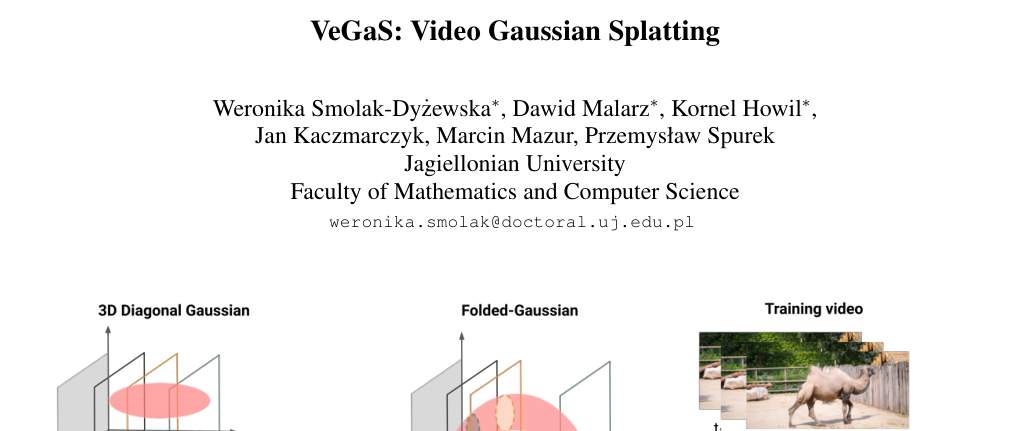 VeGaS: Video Gaussian Splatting
Weronika Smolak-Dyżewska*, Dawid Malarz*, Kornel Howil*,
Jan Kaczmarczyk, Marcin Mazur, Przemysław Spurek
Jagiellonian University
Faculty of Mathematics and Computer Science
weronika.smolak@doctoral.uj.edu.pl
3D Diagonal Gaussian
Folded-Gaussian
Training video